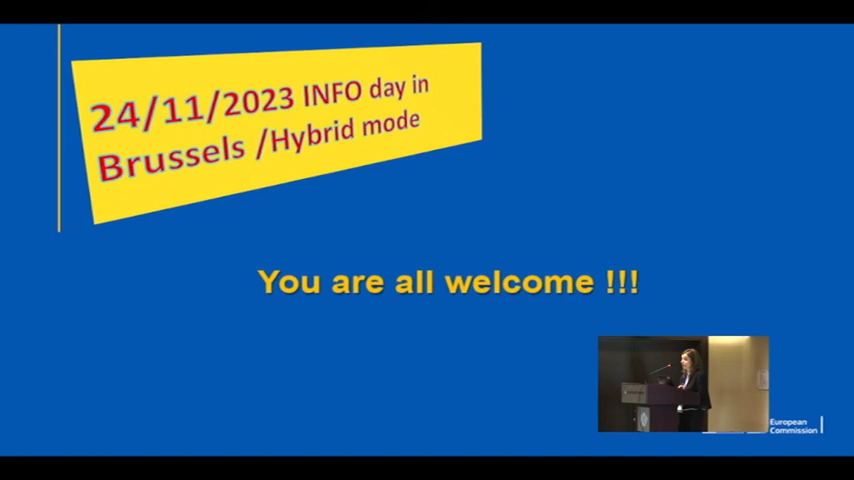 24/11/2023 INFO day in
Brussels /Hybrid mode
You are all welcome !!!
European
Commission